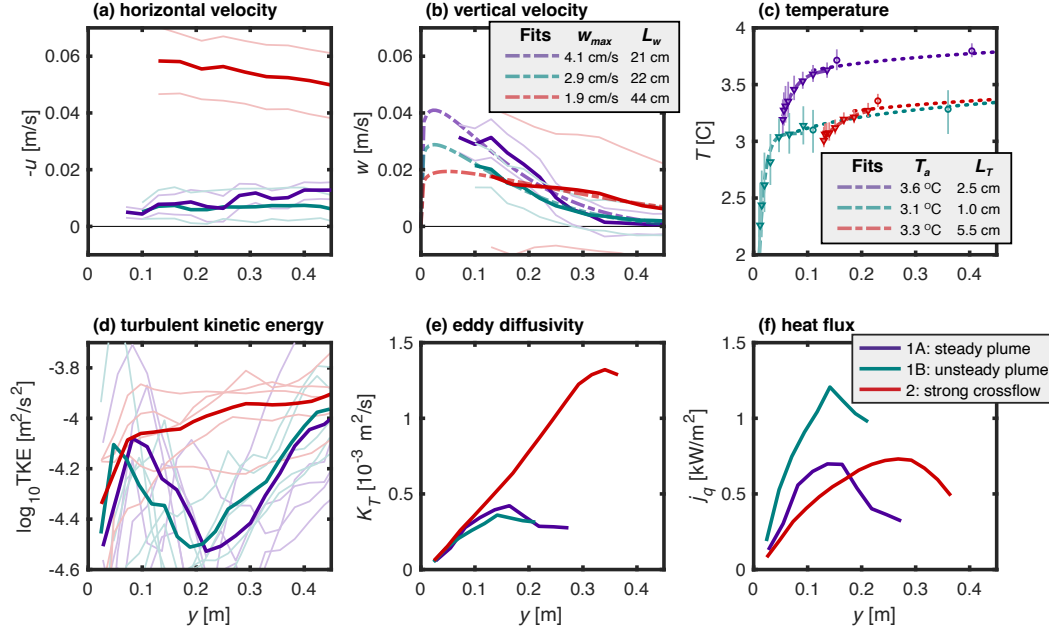 (a) horizontal velocity
0.06
0.04
0.02
0
-u [m/s]
0 0.1 0.2 0.3 0.4
(b) vertical velocity
0.06
0.04
0.02
0
w [m/s]
0 0.1 0.2 0.3 0.4
Fits w_max L_w
4.1 cm/s 21 cm
2.9 cm/s 22 cm
1.9 cm/s 44 cm
(c) temperature
4
3.5
3
2.5
2
T [C]
0 0.1 0.2 0.3 0.4
Fits T_a L_T
3.6 °C 2.5 cm
3.1 °C 1.0 cm
3.3 °C 5.5 cm
(d) turbulent kinetic energy
-3.8
-4
-4.2
-4.4
-4.6
log₁₀TKE [m²/s²]
0 0.1 0.2 0.3 0.4
y [m]
(e) eddy diffusivity
1.5
1
0.5
0
K_T [10⁻³ m²/s]
0 0.1 0.2 0.3 0.4
y [m]
(f) heat flux
1.5
1
0.5
0
j_q [kW/m²]
0 0.1 0.2 0.3 0.4
y [m]
1A: steady plume
1B: unsteady plume
2: strong crossflow